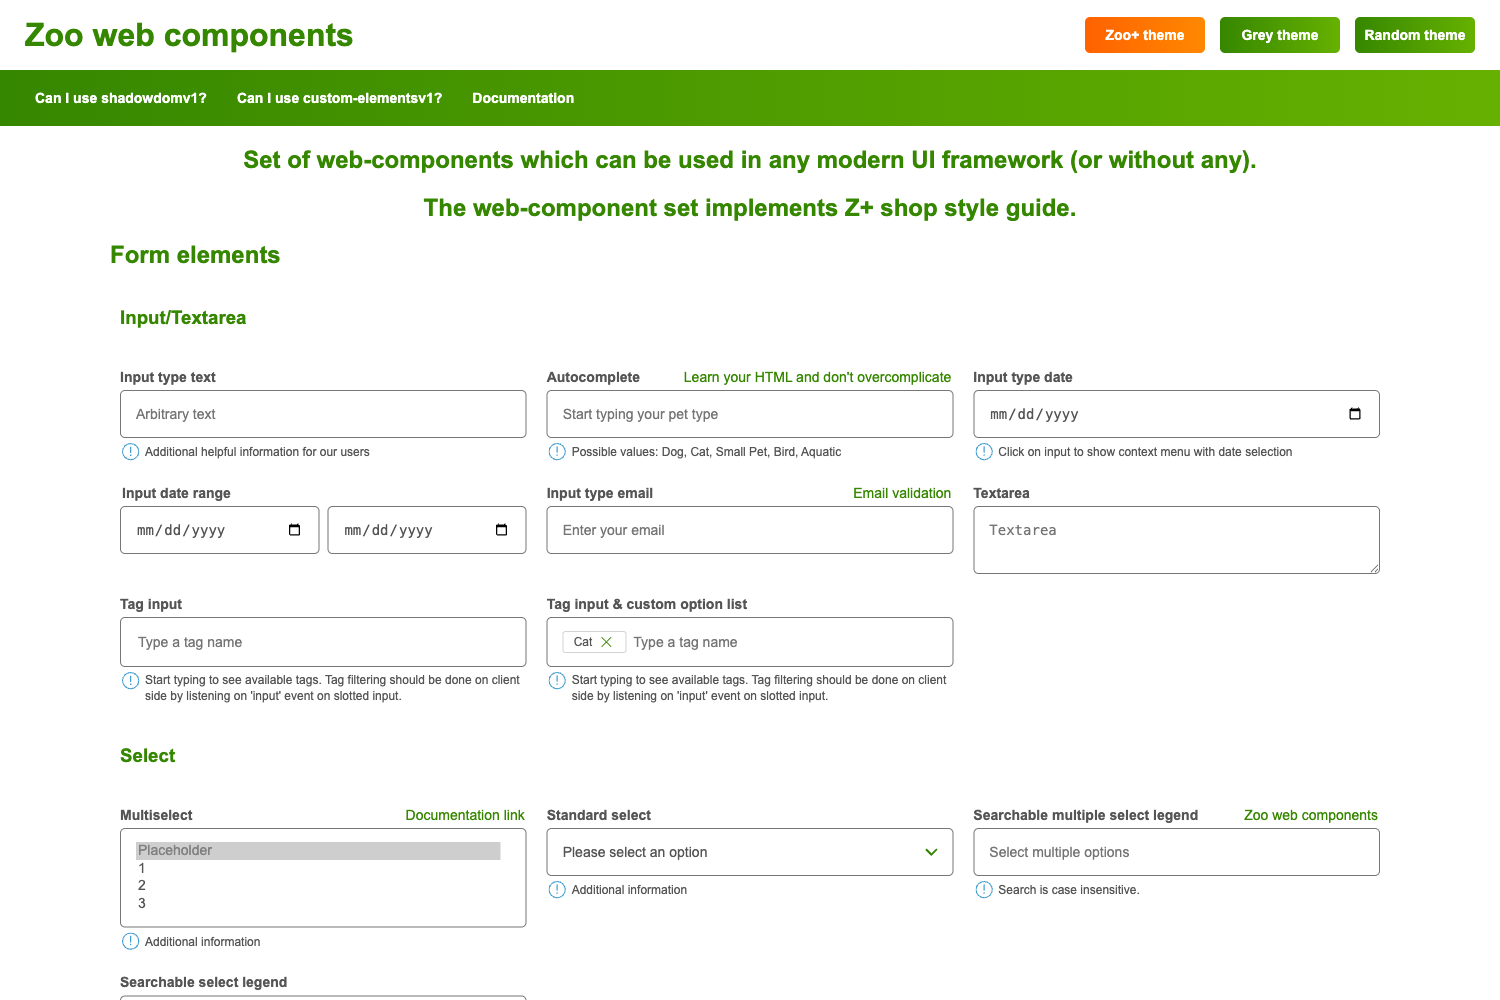 Zoo web components
Zoo+ theme
Grey theme
Random theme
Can I use shadowdomv1?
Can I use custom-elementsv1?
Documentation
Set of web-components which can be used in any modern UI framework (or without any).
The web-component set implements Z+ shop style guide.
Form elements
Input/Textarea
Input type text
Arbitrary text
Additional helpful information for our users
Autocomplete
Learn your HTML and don't overcomplicate
Start typing your pet type
Possible values: Dog, Cat, Small Pet, Bird, Aquatic
Input type date
mm/dd/yyyy
Click on input to show context menu with date selection
Input date range
mm/dd/yyyy
mm/dd/yyyy
Input type email
Email validation
Enter your email
Textarea
Textarea
Tag input
Type a tag name
Start typing to see available tags. Tag filtering should be done on client
side by listening on 'input' event on slotted input.
Tag input & custom option list
Cat
Type a tag name
Start typing to see available tags. Tag filtering should be done on client
side by listening on 'input' event on slotted input.
Select
Multiselect
Documentation link
Placeholder
1
2
3
Additional information
Standard select
Please select an option
Additional information
Searchable multiple select legend
Zoo web components
Select multiple options
Search is case insensitive.
Searchable select legend